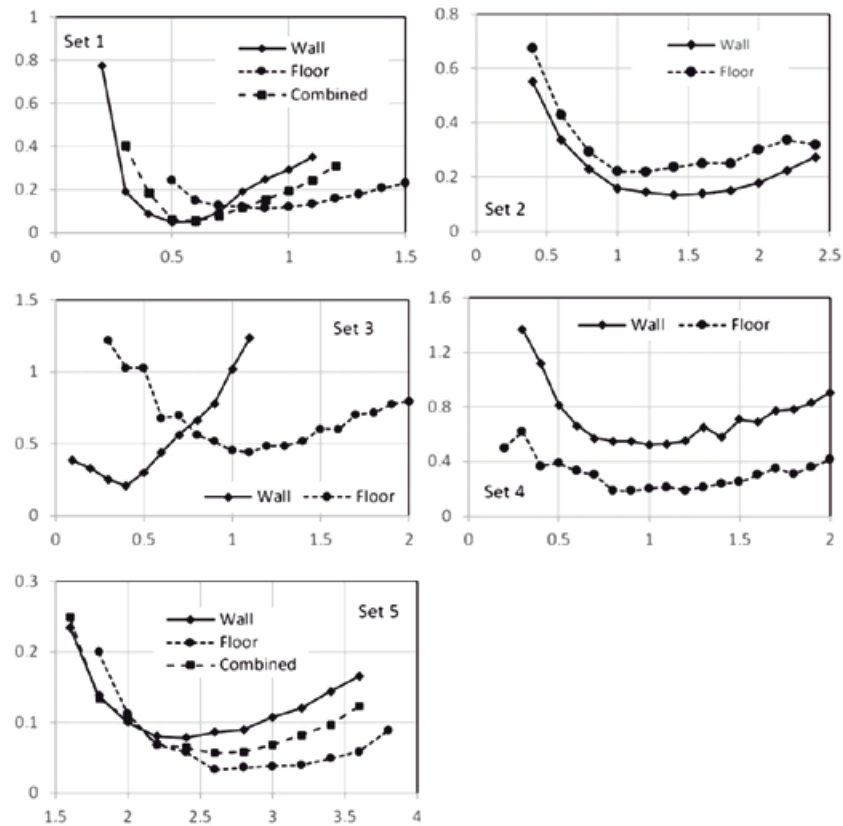 1
0.8
0.6
0.4
0.2
0
0 0.5 1 1.5
Set 1
Wall
Floor
Combined
0.8
0.6
0.4
0.2
0
0 0.5 1 1.5 2 2.5
Wall
Floor
Set 2
1.5
1
0.5
0
0 0.5 1 1.5 2
Set 3
Wall Floor
1.6
1.2
0.8
0.4
0
0 0.5 1 1.5 2
Wall Floor
Set 4
0.3
0.2
0.1
0
1.5 2 2.5 3 3.5 4
Set 5
Wall
Floor
Combined